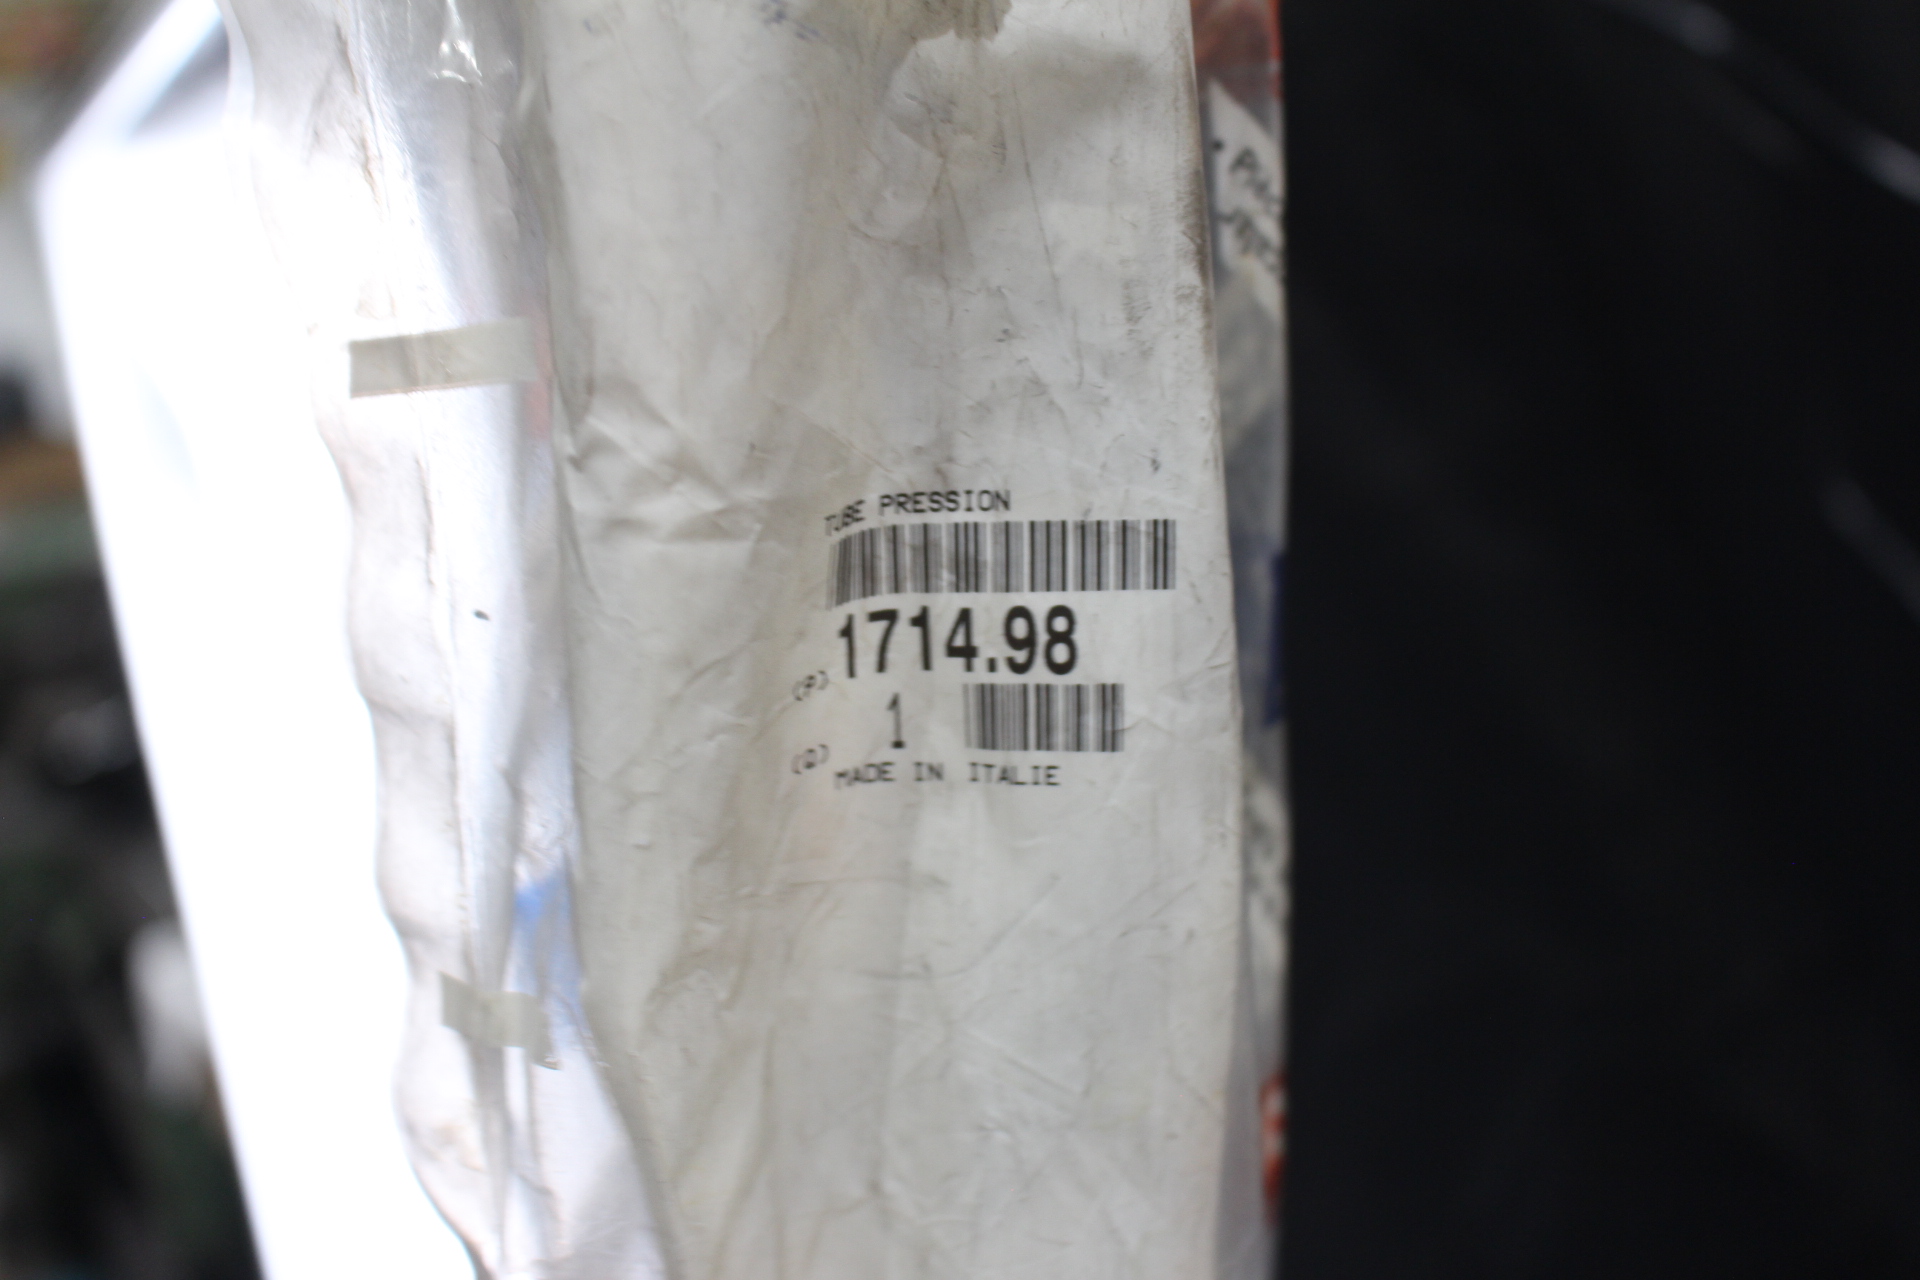 TUBE PRESSION
(P) 1714.98
(Q) 1
MADE IN ITALIE